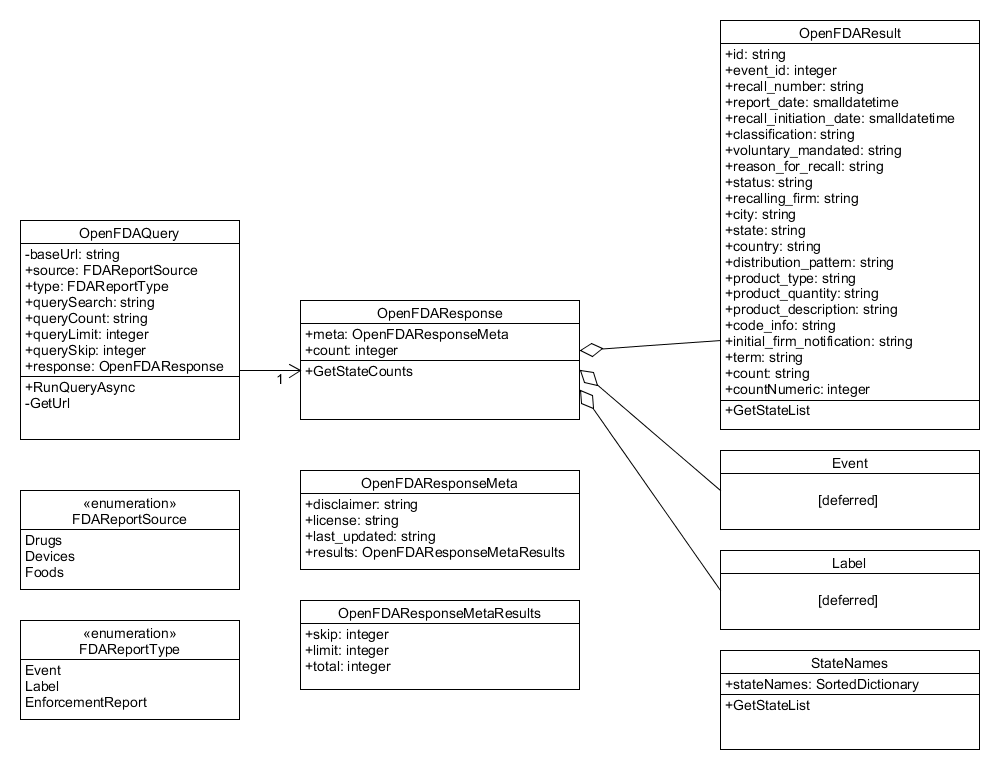 OpenFDAQuery
-baseUrl: string
+source: FDAReportSource
+type: FDAReportType
+querySearch: string
+queryCount: string
+queryLimit: integer
+querySkip: integer
+response: OpenFDAResponse
+RunQueryAsync
-GetUrl
1
«enumeration»
FDAReportSource
Drugs
Devices
Foods
«enumeration»
FDAReportType
Event
Label
EnforcementReport
OpenFDAResponse
+meta: OpenFDAResponseMeta
+count: integer
+GetStateCounts
OpenFDAResponseMeta
+disclaimer: string
+license: string
+last_updated: string
+results: OpenFDAResponseMetaResults
OpenFDAResponseMetaResults
+skip: integer
+limit: integer
+total: integer
OpenFDAResult
+id: string
+event_id: integer
+recall_number: string
+report_date: smalldatetime
+recall_initiation_date: smalldatetime
+classification: string
+voluntary_mandated: string
+reason_for_recall: string
+status: string
+recalling_firm: string
+city: string
+state: string
+country: string
+distribution_pattern: string
+product_type: string
+product_quantity: string
+product_description: string
+code_info: string
+initial_firm_notification: string
+term: string
+count: string
+countNumeric: integer
+GetStateList
Event
[deferred]
Label
[deferred]
StateNames
+stateNames: SortedDictionary
+GetStateList